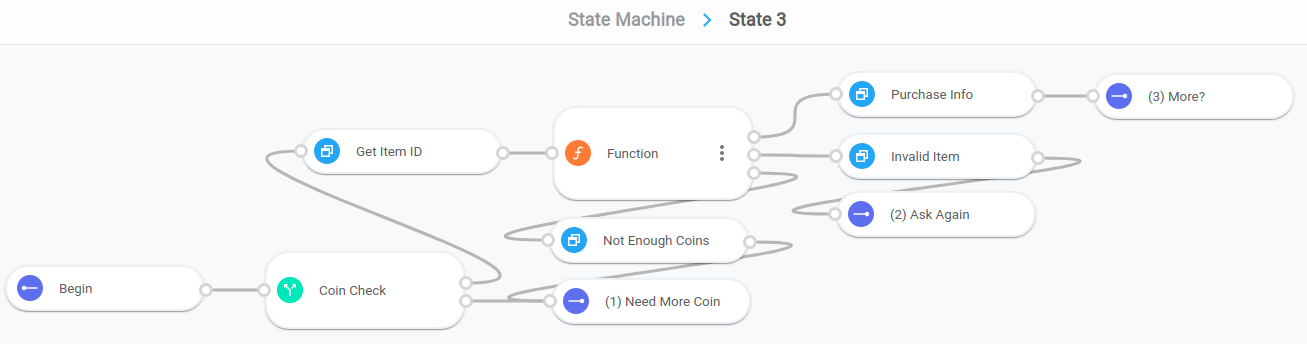 State Machine > State 3
Purchase Info
(3) More?
Get Item ID
Function
Invalid Item
(2) Ask Again
Not Enough Coins
Begin
Coin Check
(1) Need More Coin